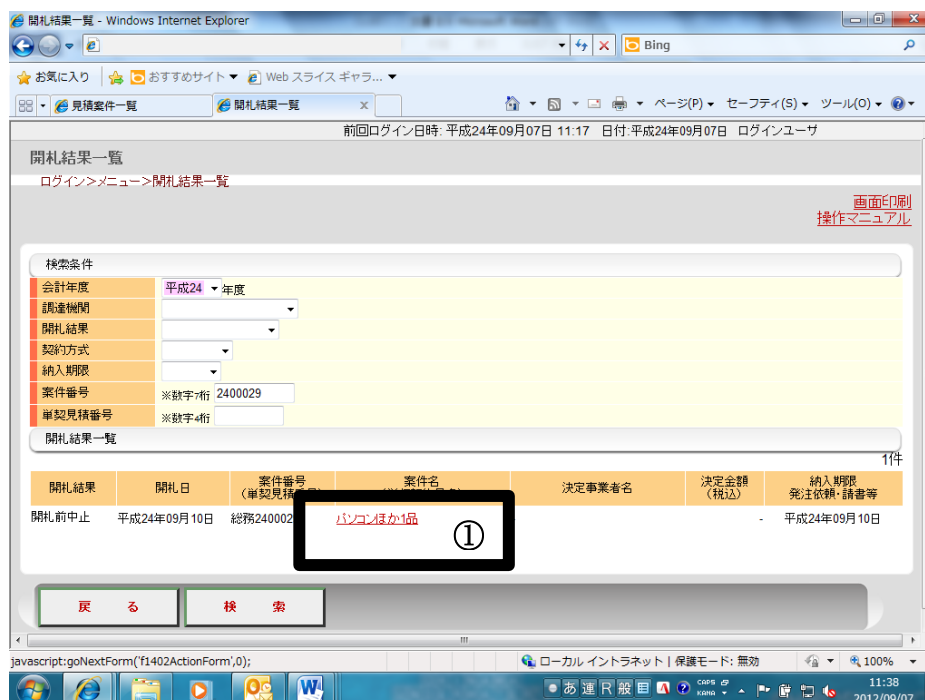 開札結果一覧 - Windows Internet Explorer
Bing
お気に入り おすすめサイト ▼ Web スライス ギャラ... ▼
見積案件一覧 開札結果一覧 x ページ(P) セーフティ(S) ツール(O)
前回ログイン日時: 平成24年09月07日 11:17 日付:平成24年09月07日 ログインユーザ
開札結果一覧
ログイン>メニュー>開札結果一覧
画面印刷
操作マニュアル
検索条件
会計年度 平成24 年度
調達機関
開札結果
契約方式
納入期限
案件番号 ※数字7桁 2400029
単契見積番号 ※数字4桁
開札結果一覧
1件
開札結果 開札日 案件番号 案件名 決定事業者名 決定金額 納入期限
(単契見積 (税込) 発注依頼・請書等
開札前中止 平成24年09月10日 総務240002 パソコンほか1品 ① - 平成24年09月10日
戻 る 検 索
javascript:goNextForm('f1402ActionForm',0); ローカル イントラネット | 保護モード: 無効 100%
あ 連 R 般 CAPS KANA 11:38
2012/09/07